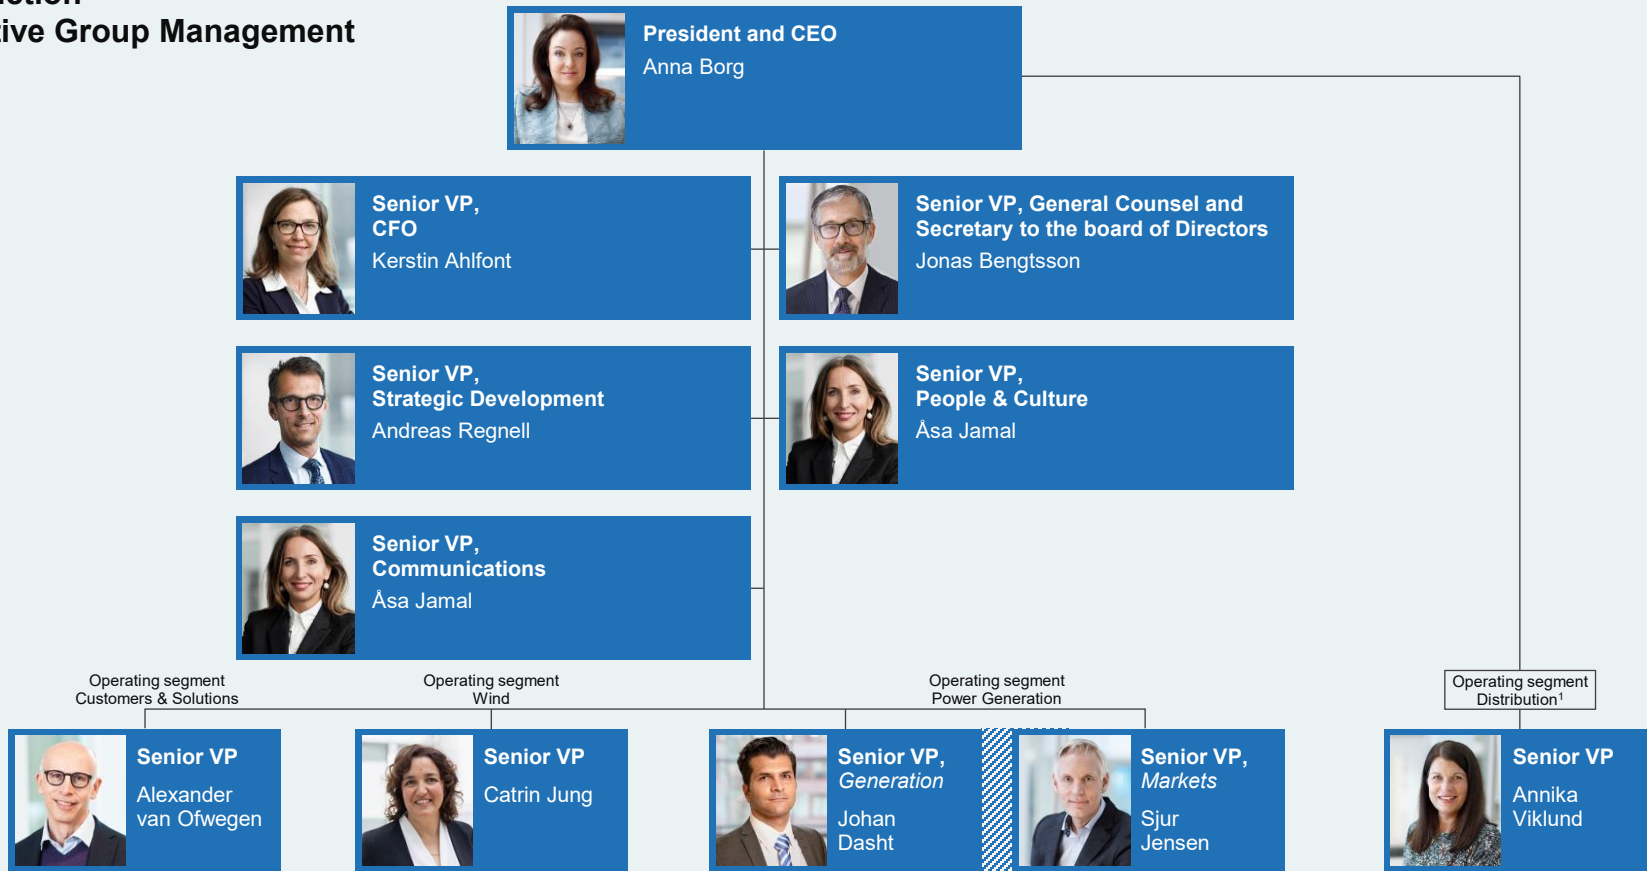 Group Management
President and CEO
Anna Borg
Senior VP,
CFO
Kerstin Ahlfont
Senior VP, General Counsel and
Secretary to the board of Directors
Jonas Bengtsson
Senior VP,
Strategic Development
Andreas Regnell
Senior VP,
People & Culture
Åsa Jamal
Senior VP,
Communications
Åsa Jamal
Operating segment
Customers & Solutions
Operating segment
Wind
Operating segment
Power Generation
Operating segment
Distribution¹
Senior VP
Alexander
van Ofwegen
Senior VP
Catrin Jung
Senior VP,
Generation
Johan
Dasht
Senior VP,
Markets
Sjur
Jensen
Senior VP
Annika
Viklund